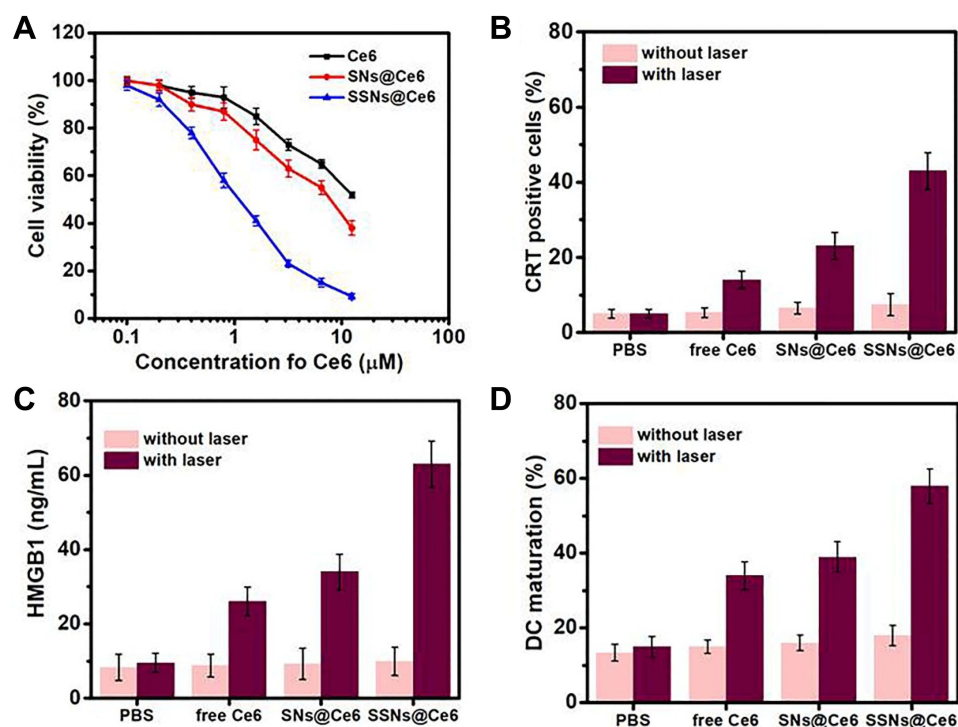 A
Cell viability (%)
120
100
80
60
40
20
0
Ce6
SNs@Ce6
SSNs@Ce6
0.1 1 10 100
Concentration fo Ce6 (μM)
B
CRT positive cells (%)
80
60
40
20
0
without laser
with laser
PBS free Ce6 SNs@Ce6 SSNs@Ce6
C
HMGB1 (ng/mL)
80
60
40
20
0
without laser
with laser
PBS free Ce6 SNs@Ce6 SSNs@Ce6
D
DC maturation (%)
80
60
40
20
0
without laser
with laser
PBS free Ce6 SNs@Ce6 SSNs@Ce6